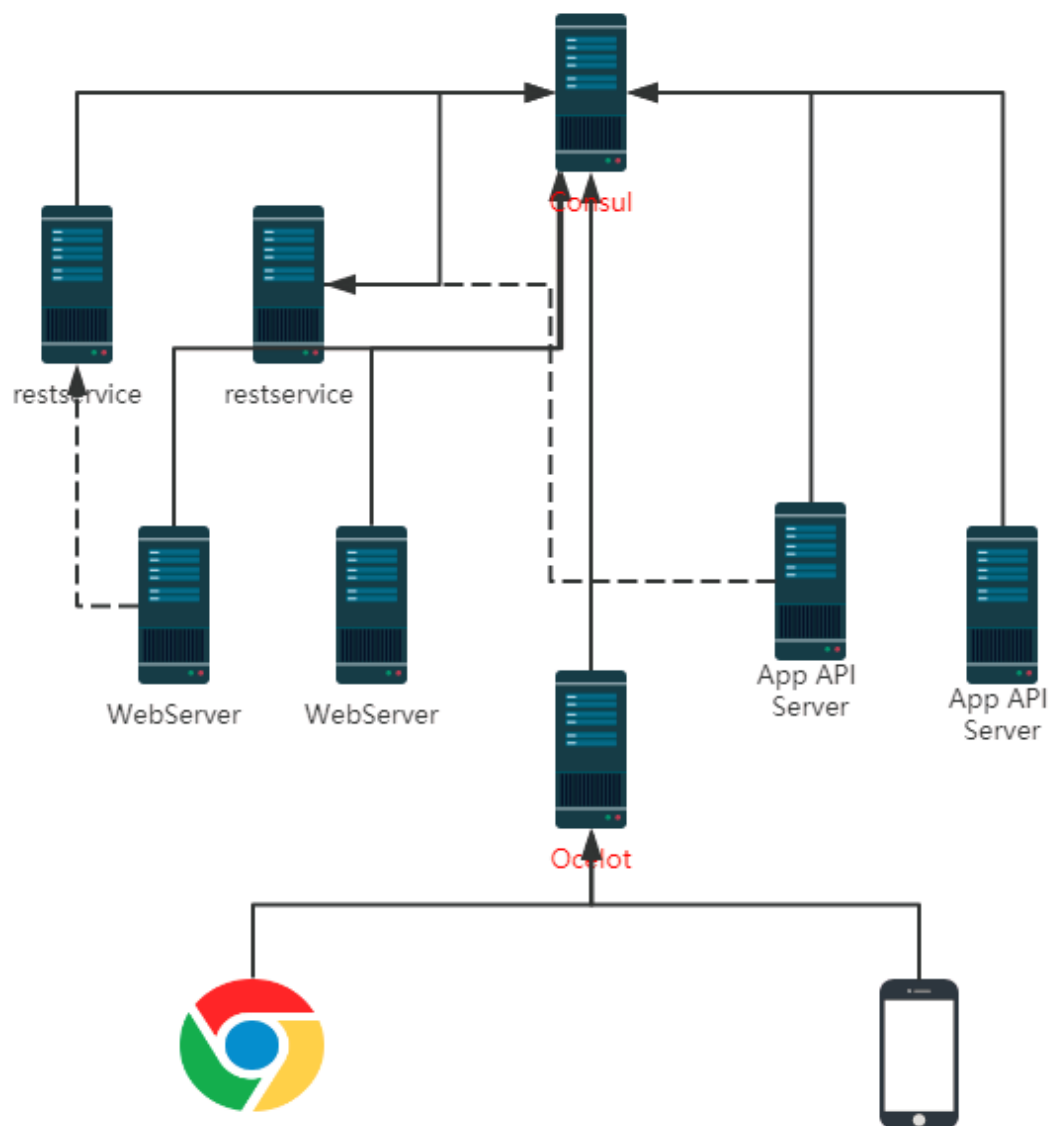 Consul
restservice
restservice
WebServer
WebServer
App API
Server
App API
Server
Ocelot